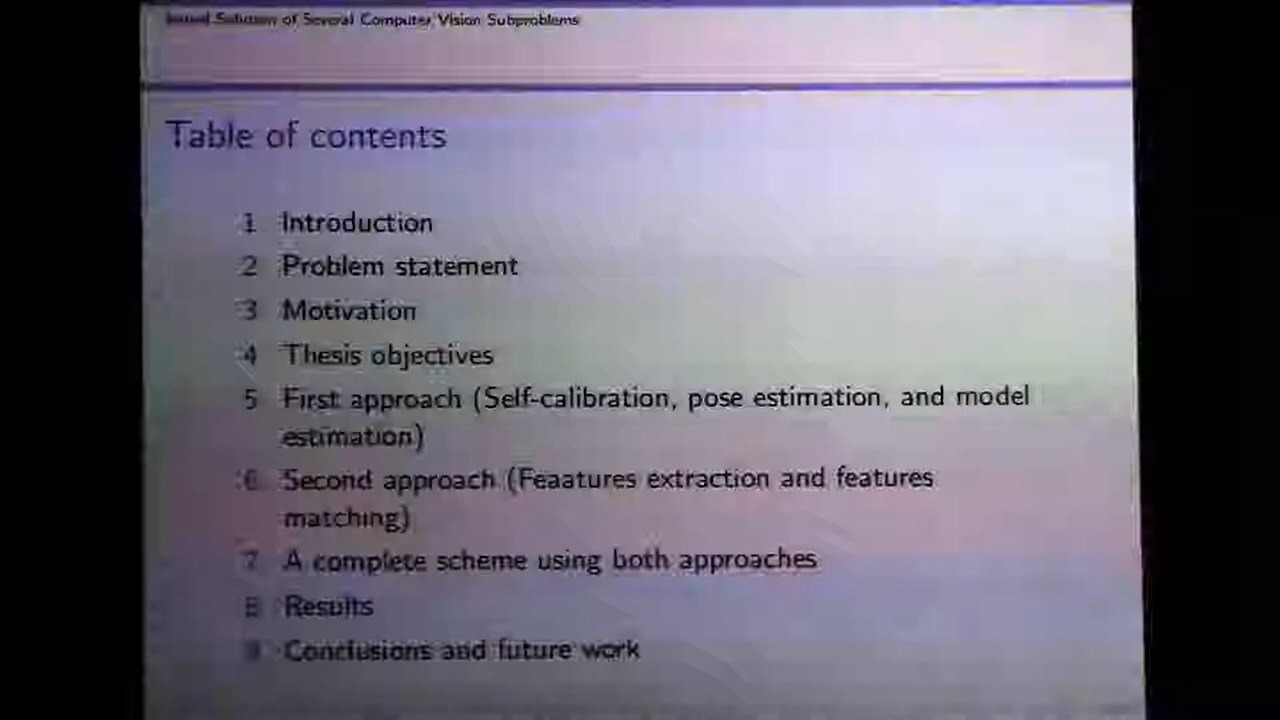 Solution of Several Computer Vision Subproblems
Table of contents
1 Introduction
2 Problem statement
3 Motivation
4 Thesis objectives
5 First approach (Self-calibration, pose estimation, and model
estimation)
6 Second approach (Feaatures extraction and features
matching)
7 A complete scheme using both approaches
8 Results
9 Conclusions and future work